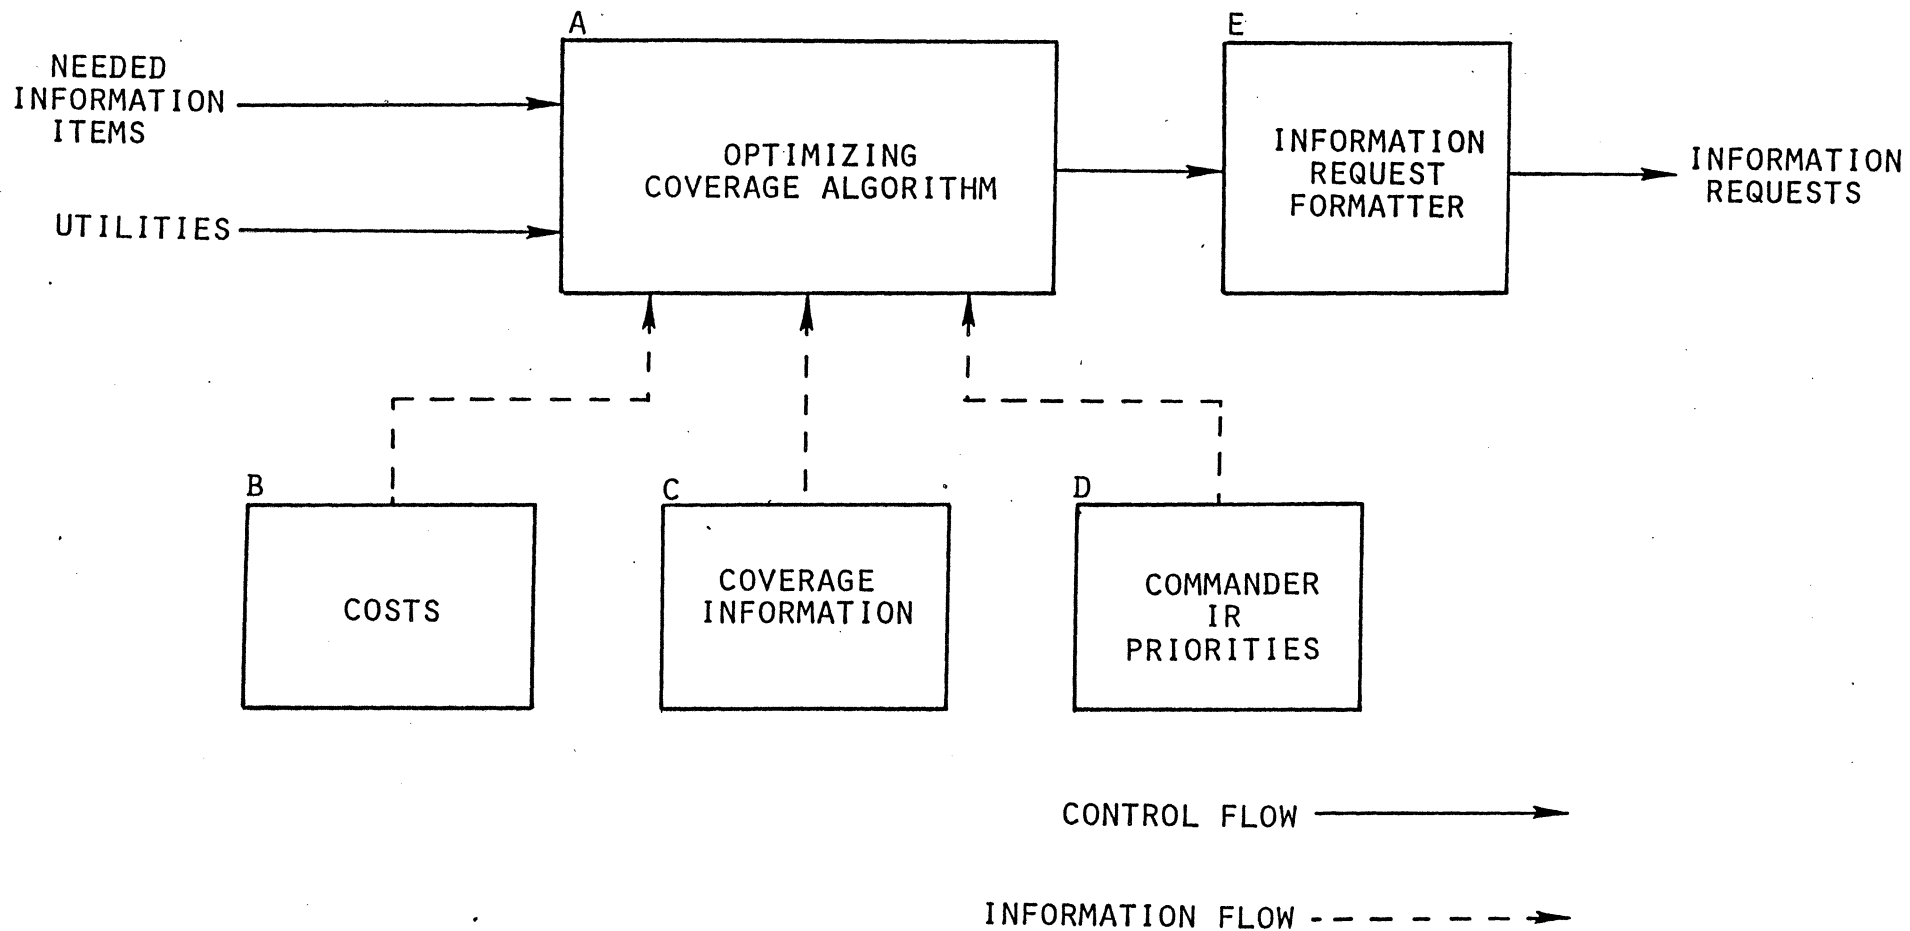 A
E
NEEDED
INFORMATION
ITEMS
UTILITIES
OPTIMIZING
COVERAGE ALGORITHM
INFORMATION
REQUEST
FORMATTER
INFORMATION
REQUESTS
B
COSTS
C
COVERAGE
INFORMATION
D
COMMANDER
IR
PRIORITIES
CONTROL FLOW
INFORMATION FLOW